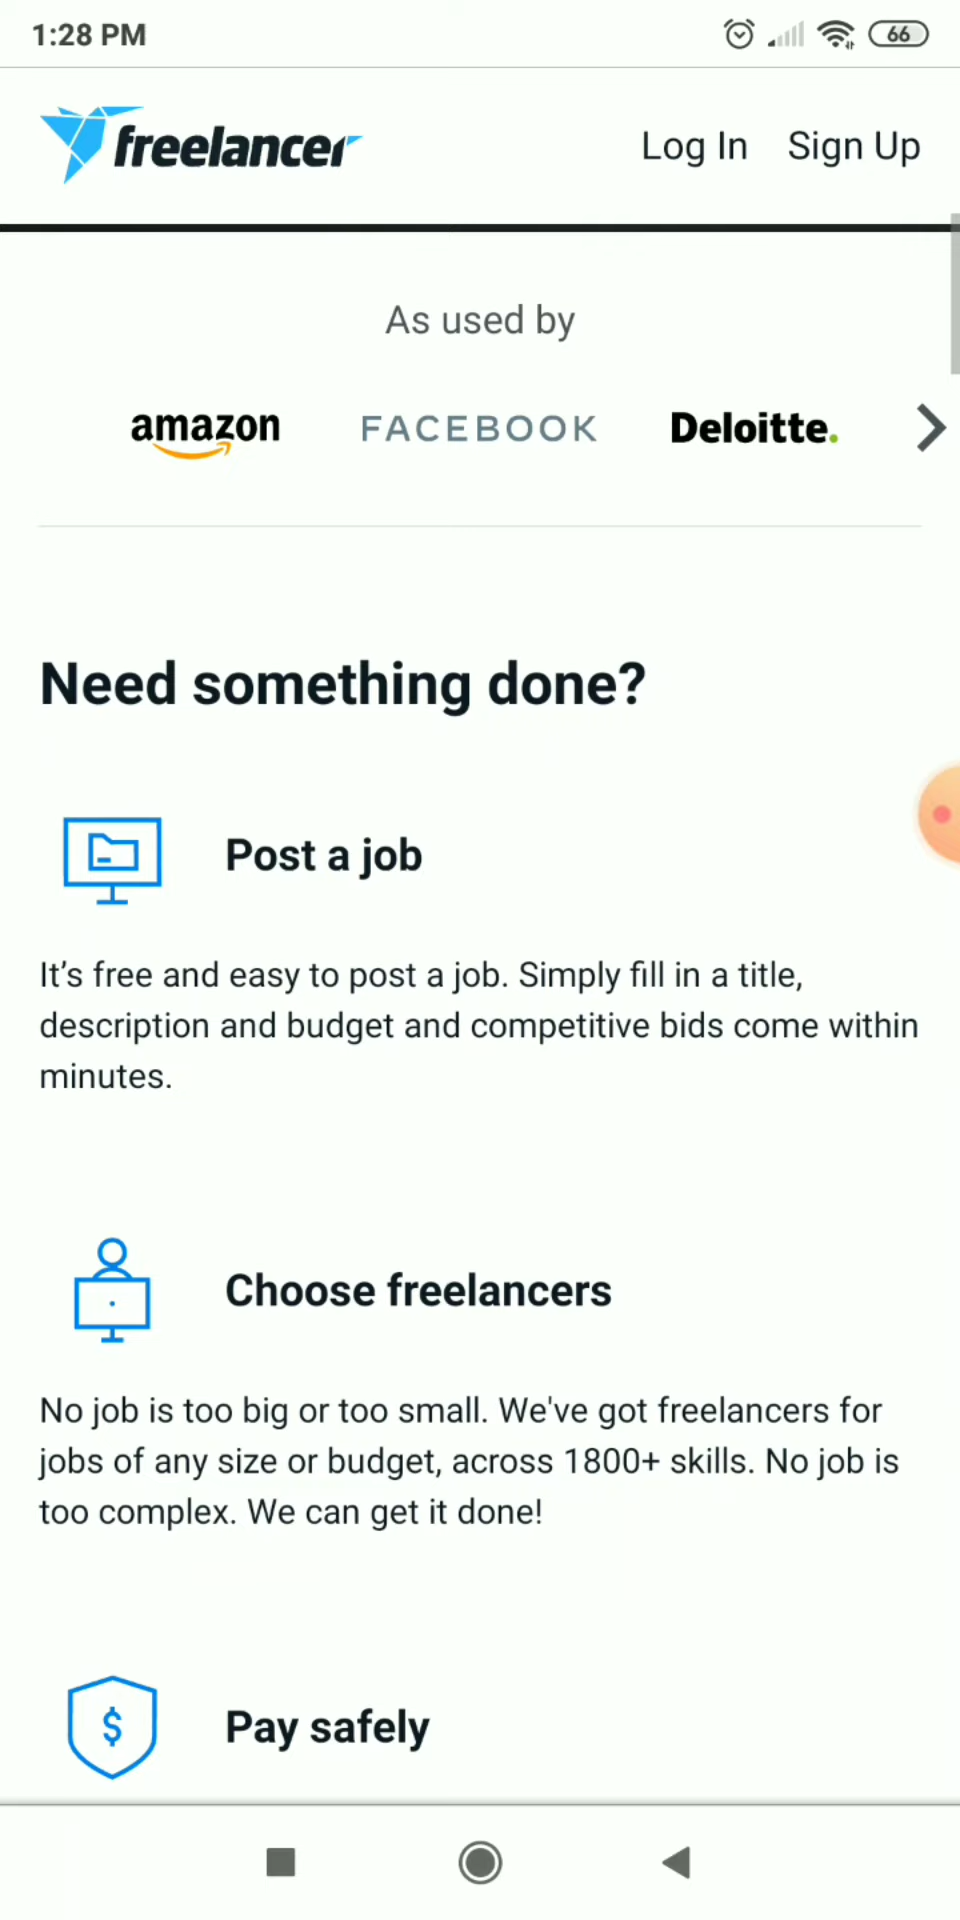 1:28 PM 66
freelancer Log In Sign Up
As used by
amazon FACEBOOK Deloitte.
Need something done?
Post a job
It’s free and easy to post a job. Simply fill in a title,
description and budget and competitive bids come within
minutes.
Choose freelancers
No job is too big or too small. We've got freelancers for
jobs of any size or budget, across 1800+ skills. No job is
too complex. We can get it done!
$ Pay safely